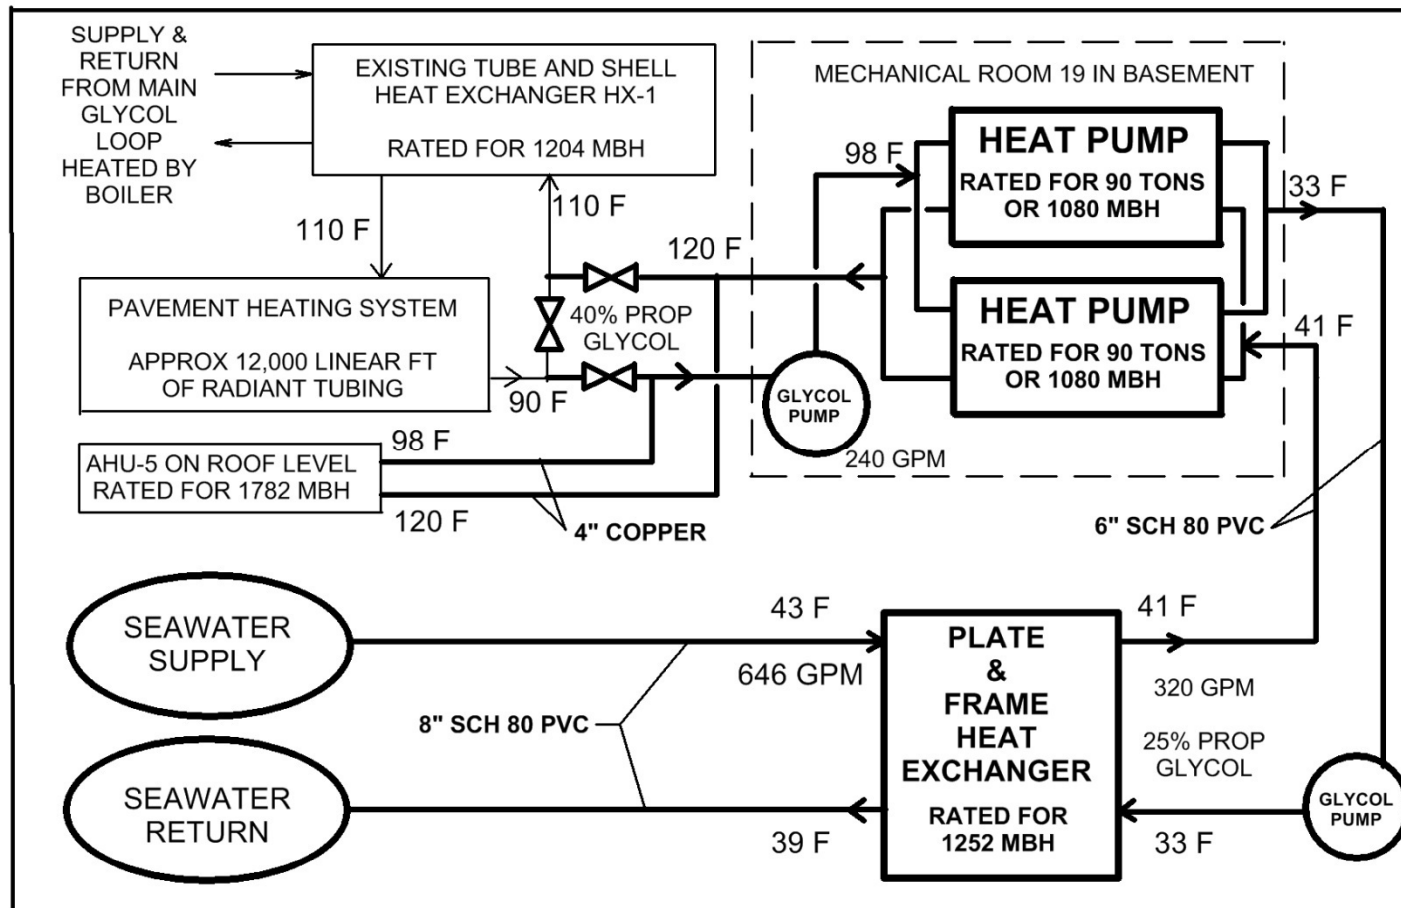 SUPPLY &
RETURN
FROM MAIN
GLYCOL
LOOP
HEATED BY
BOILER
EXISTING TUBE AND SHELL
HEAT EXCHANGER HX-1
RATED FOR 1204 MBH
110 F
110 F
PAVEMENT HEATING SYSTEM
APPROX 12,000 LINEAR FT
OF RADIANT TUBING
90 F
40% PROP
GLYCOL
120 F
AHU-5 ON ROOF LEVEL
RATED FOR 1782 MBH
98 F
120 F
4" COPPER
MECHANICAL ROOM 19 IN BASEMENT
98 F
HEAT PUMP
RATED FOR 90 TONS
OR 1080 MBH
33 F
HEAT PUMP
RATED FOR 90 TONS
OR 1080 MBH
41 F
GLYCOL
PUMP
240 GPM
6" SCH 80 PVC
SEAWATER
SUPPLY
43 F
646 GPM
8" SCH 80 PVC
SEAWATER
RETURN
39 F
PLATE
&
FRAME
HEAT
EXCHANGER
RATED FOR
1252 MBH
41 F
320 GPM
25% PROP
GLYCOL
33 F
GLYCOL
PUMP